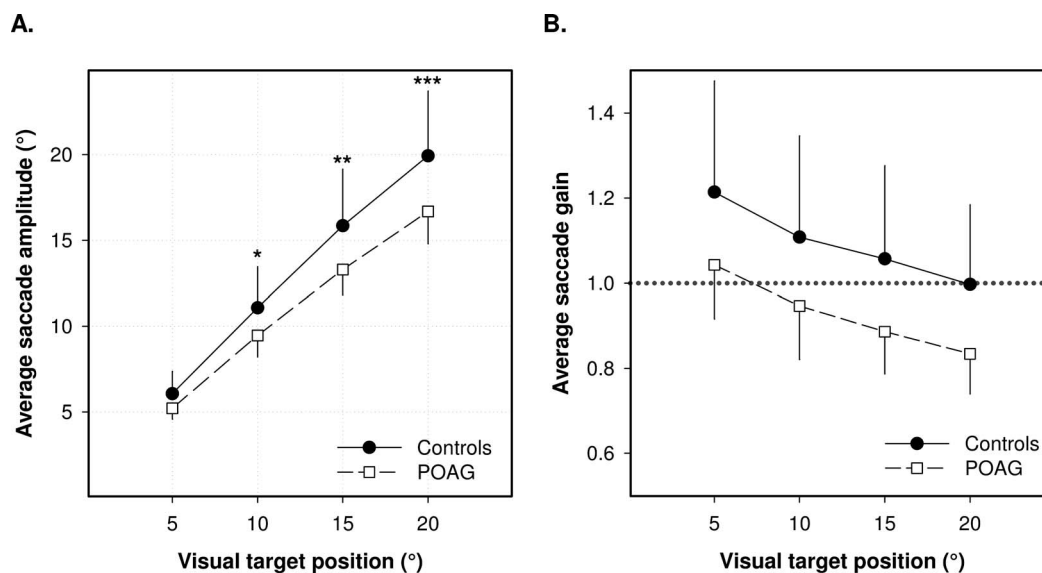 A.
B.
Average saccade amplitude (°)
20
15
10
5
*
**
***
Controls
POAG
5 10 15 20
Visual target position (°)
Average saccade gain
1.4
1.2
1.0
0.8
0.6
Controls
POAG
5 10 15 20
Visual target position (°)